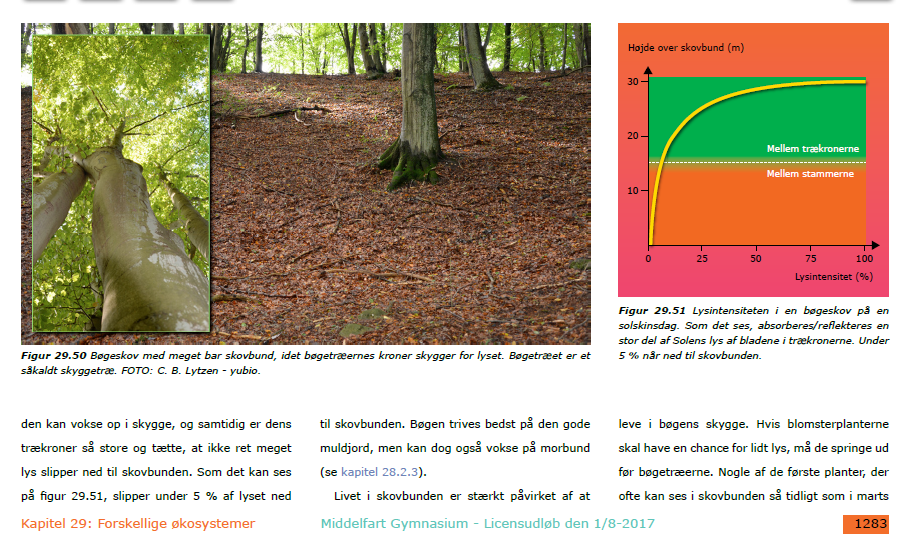 Højde over skovbund (m)
30
20
10
Mellem trækronerne
Mellem stammerne
0 25 50 75 100
Lysintensitet (%)
Figur 29.50 Bøgeskov med meget bar skovbund, idet bøgetræernes kroner skygger for lyset. Bøgetræet er et
såkaldt skyggetræ. FOTO: C. B. Lytzen - yubio.
Figur 29.51 Lysintensiteten i en bøgeskov på en
solskinsdag. Som det ses, absorberes/reflekteres en
stor del af Solens lys af bladene i trækronerne. Under
5 % når ned til skovbunden.
den kan vokse op i skygge, og samtidig er dens
trækroner så store og tætte, at ikke ret meget
lys slipper ned til skovbunden. Som det kan ses
på figur 29.51, slipper under 5 % af lyset ned
til skovbunden. Bøgen trives bedst på den gode
muldjord, men kan dog også vokse på morbund
(se kapitel 28.2.3).
Livet i skovbunden er stærkt påvirket af at
leve i bøgens skygge. Hvis blomsterplanterne
skal have en chance for lidt lys, må de springe ud
før bøgetræerne. Nogle af de første planter, der
ofte kan ses i skovbunden så tidligt som i marts
Kapitel 29: Forskellige økosystemer
Middelfart Gymnasium - Licensudløb den 1/8-2017
1283